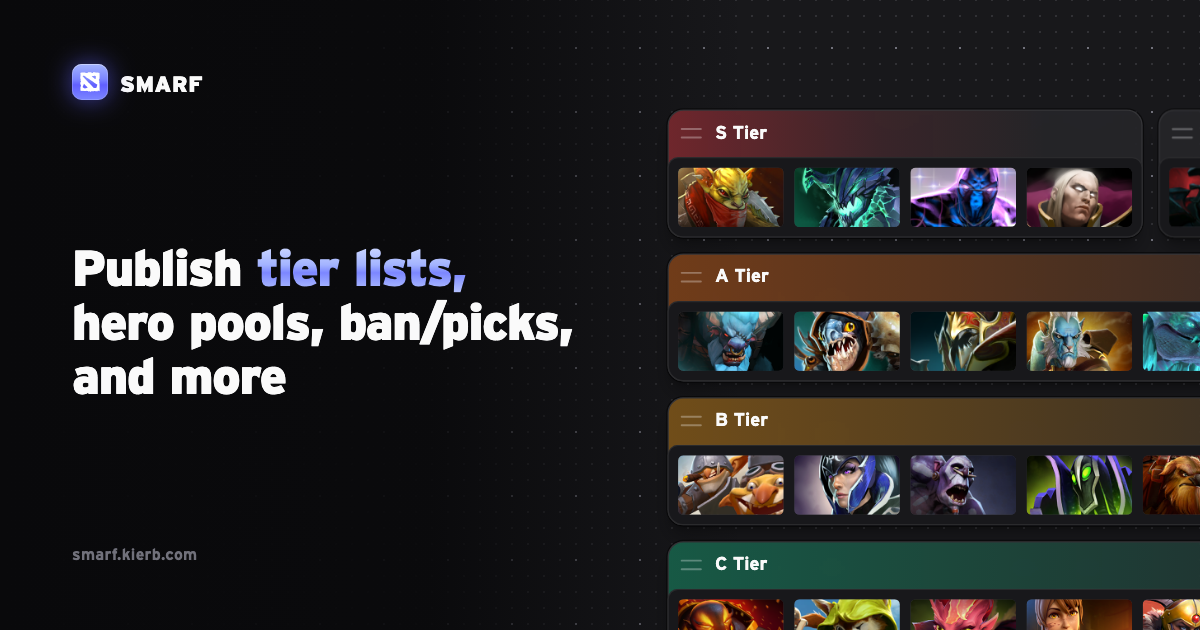 SMARF
Publish tier lists,
hero pools, ban/picks,
and more
smarf.kierb.com
S Tier
A Tier
B Tier
C Tier